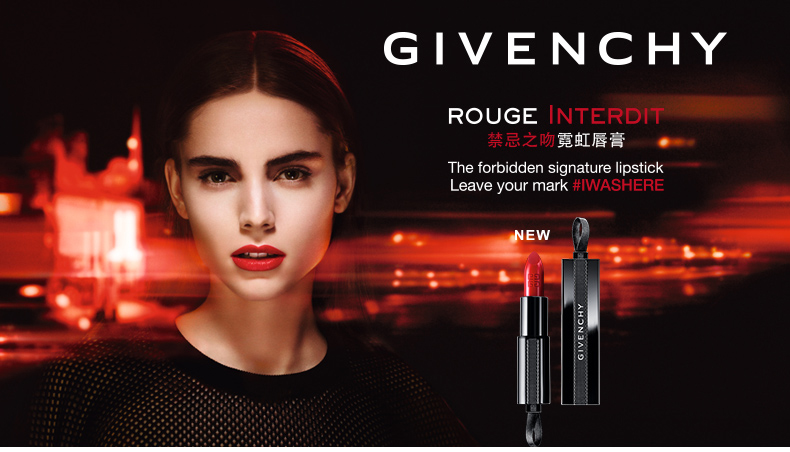 GIVENCHY
ROUGE INTERDIT
禁忌之吻霓虹唇膏
The forbidden signature lipstick
Leave your mark #IWASHERE
NEW
GIVENCHY